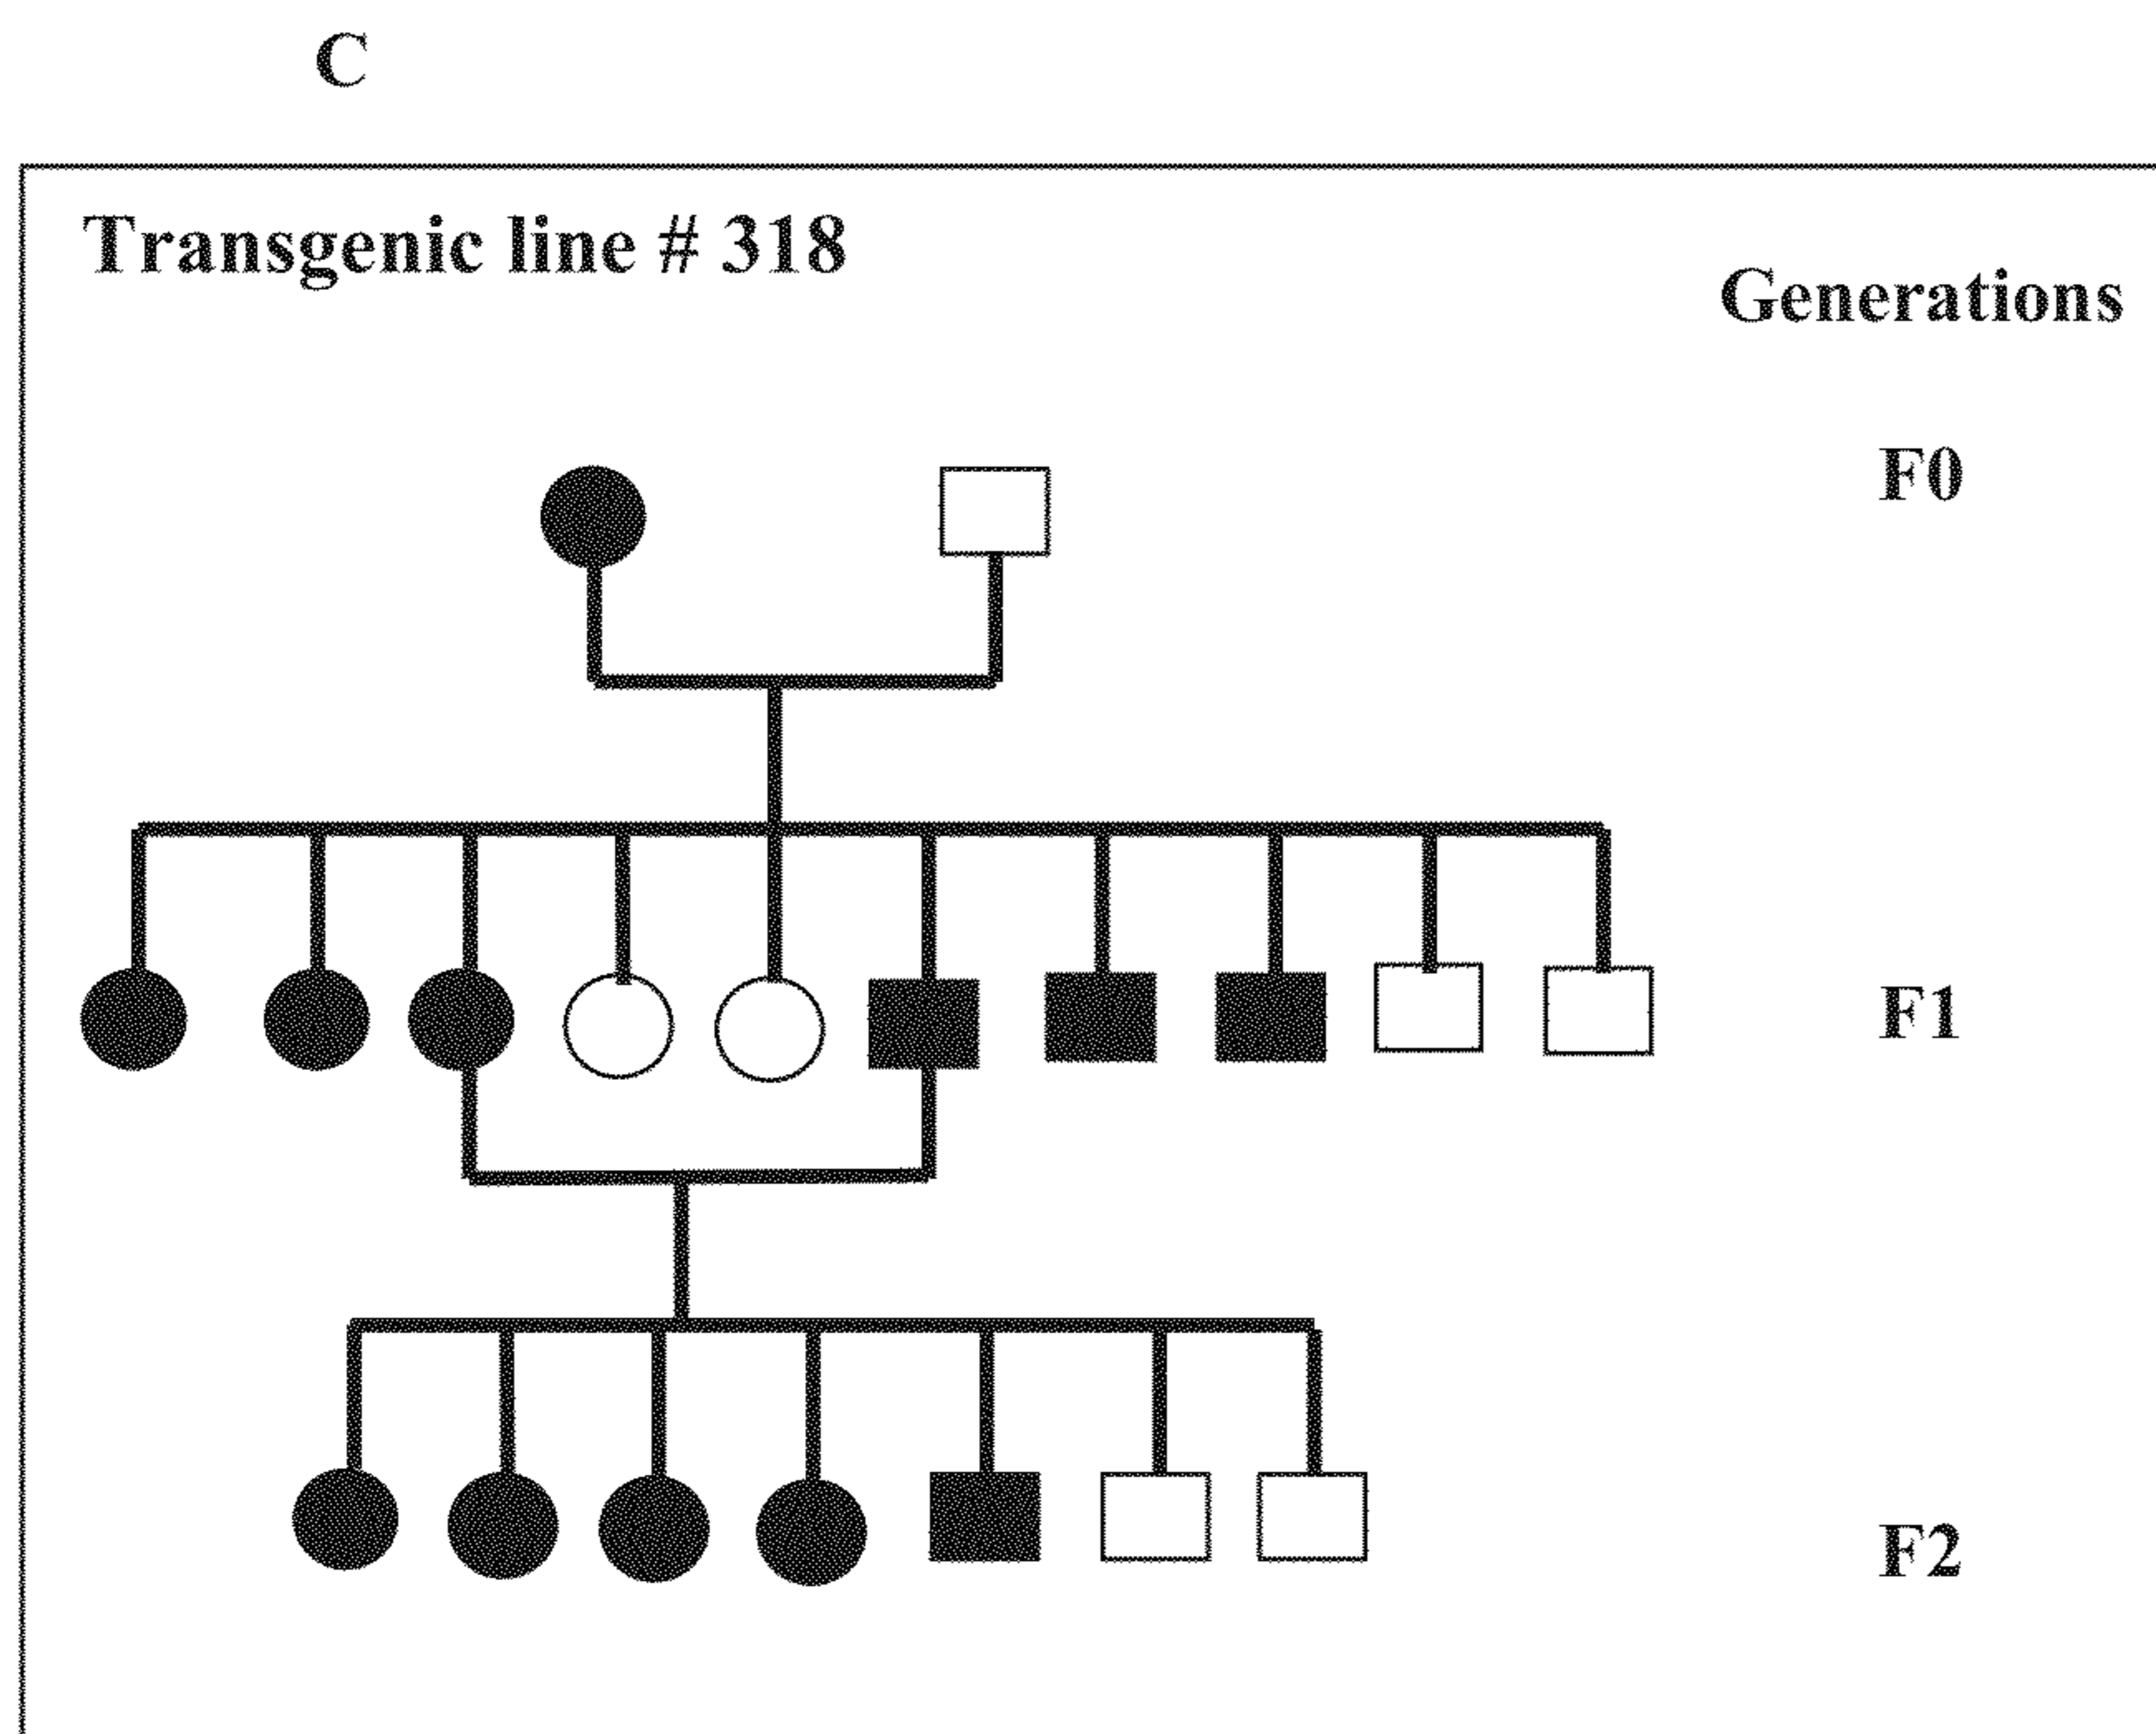 C
Transgenic line # 318
Generations
F0
F1
F2